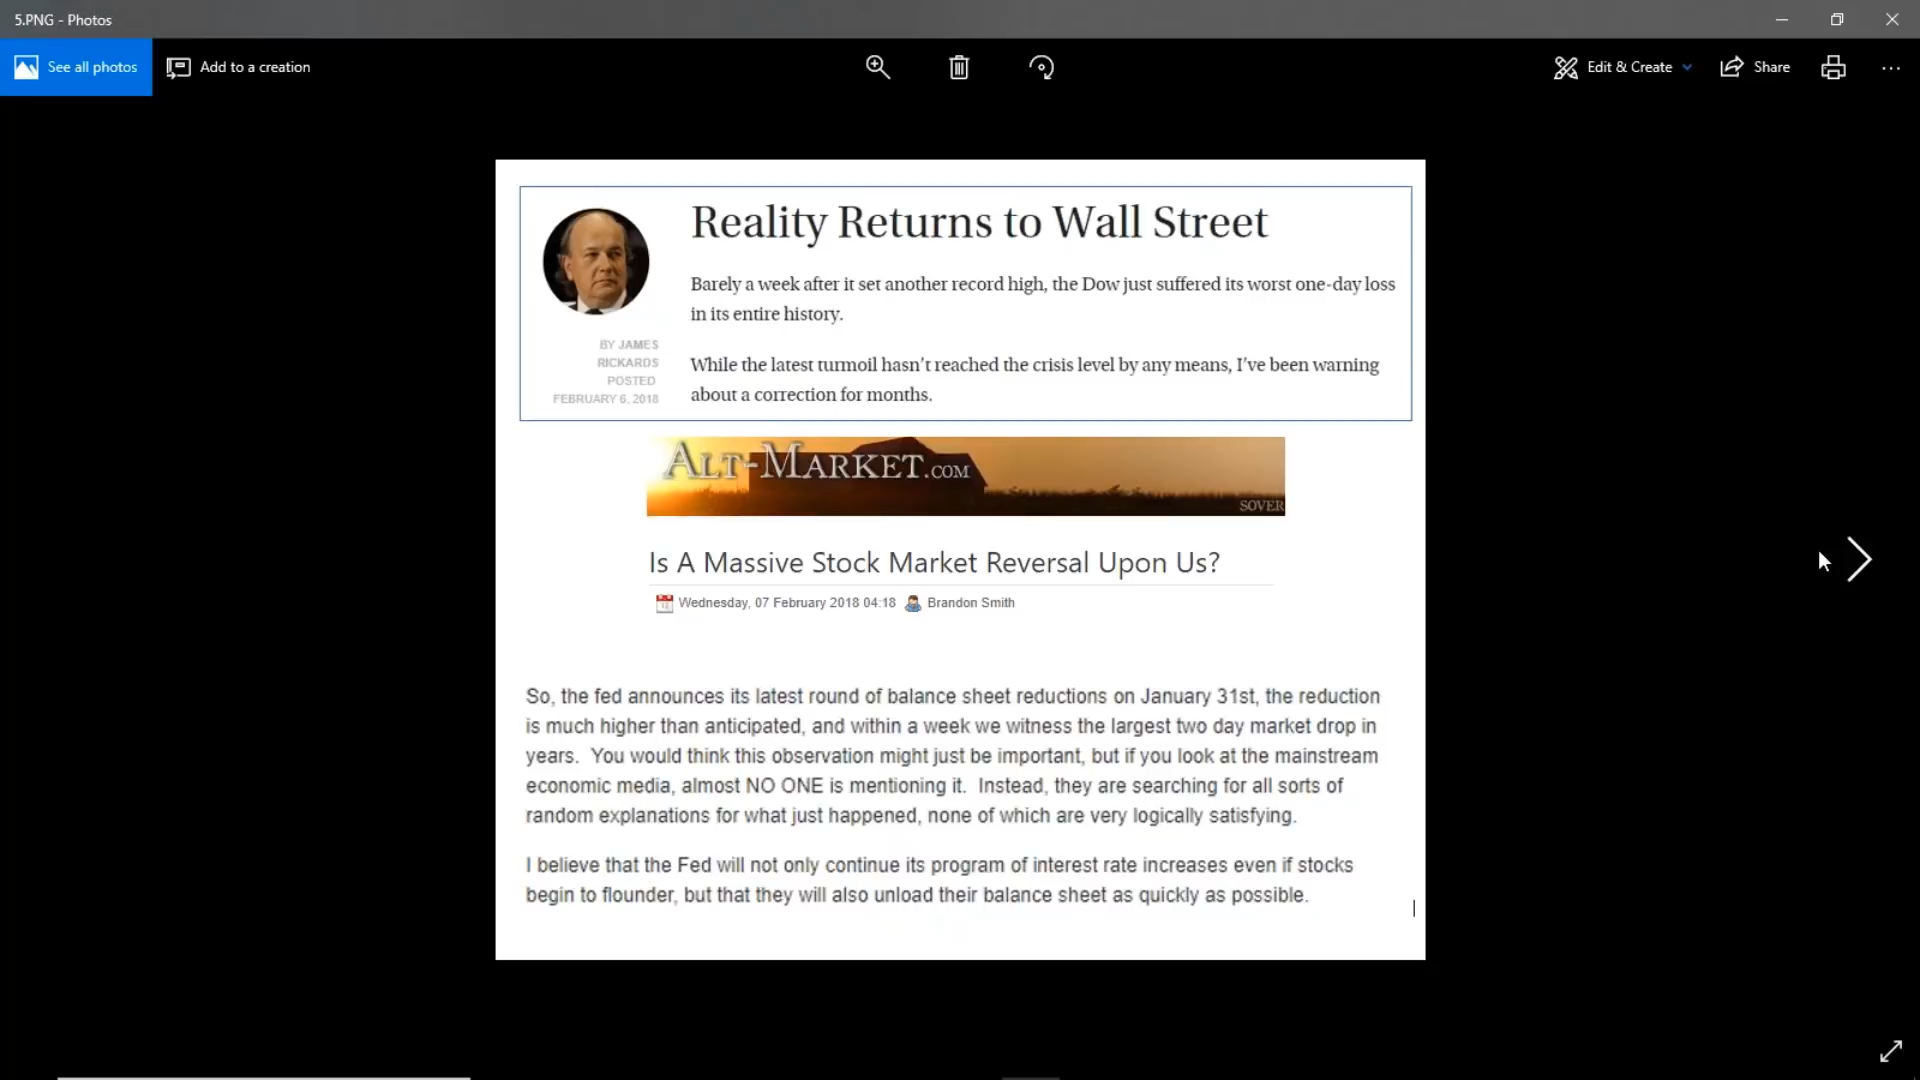 5.PNG - Photos
See all photos
Add to a creation
Edit & Create
Share
Reality Returns to Wall Street
Barely a week after it set another record high, the Dow just suffered its worst one-day loss
in its entire history.
BY JAMES
RICKARDS
POSTED
FEBRUARY 6, 2018
While the latest turmoil hasn't reached the crisis level by any means, I've been warning
about a correction for months.
ALT-MARKET.COM
SOVER
Is A Massive Stock Market Reversal Upon Us?
Wednesday, 07 February 2018 04:18 Brandon Smith
So, the fed announces its latest round of balance sheet reductions on January 31st, the reduction
is much higher than anticipated, and within a week we witness the largest two day market drop in
years. You would think this observation might just be important, but if you look at the mainstream
economic media, almost NO ONE is mentioning it. Instead, they are searching for all sorts of
random explanations for what just happened, none of which are very logically satisfying.
I believe that the Fed will not only continue its program of interest rate increases even if stocks
begin to flounder, but that they will also unload their balance sheet as quickly as possible.